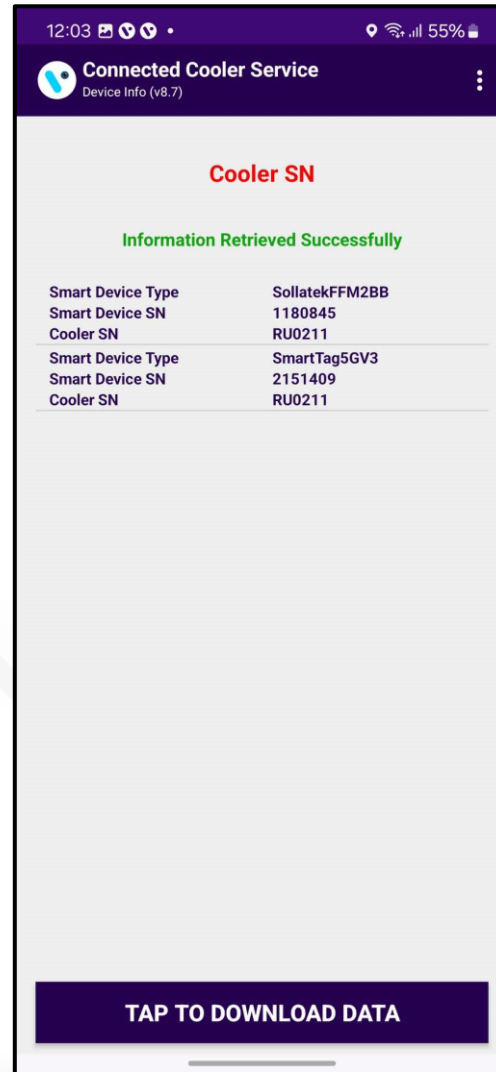 12:03 55%
Connected Cooler Service
Device Info (v8.7)
Cooler SN
Information Retrieved Successfully
Smart Device Type SollatekFFM2BB
Smart Device SN 1180845
Cooler SN RU0211
Smart Device Type SmartTag5GV3
Smart Device SN 2151409
Cooler SN RU0211
TAP TO DOWNLOAD DATA